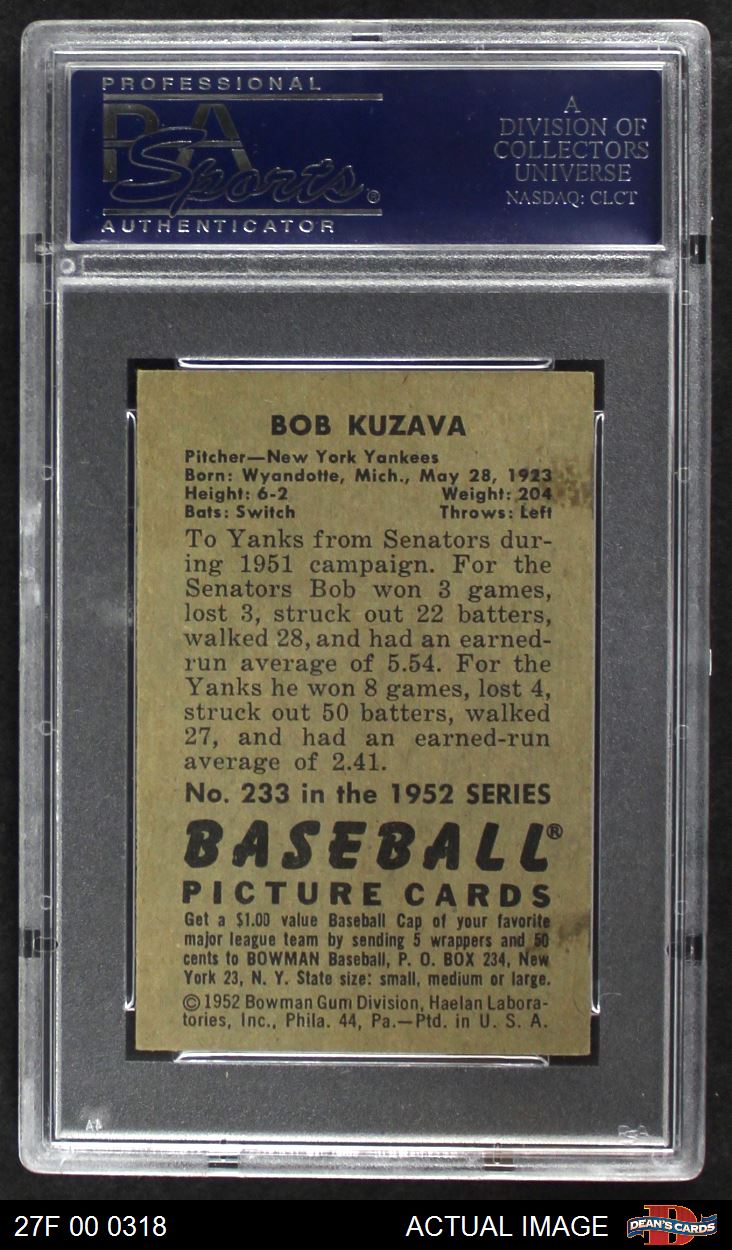 PROFESSIONAL
PSA
Sports®
AUTHENTICATOR
A
DIVISION OF
COLLECTORS
UNIVERSE
NASDAQ: CLCT
BOB KUZAVA
Pitcher—New York Yankees
Born: Wyandotte, Mich., May 28, 1923
Height: 6-2 Weight: 204
Bats: Switch Throws: Left
To Yanks from Senators dur-
ing 1951 campaign. For the
Senators Bob won 3 games,
lost 3, struck out 22 batters,
walked 28, and had an earned-
run average of 5.54. For the
Yanks he won 8 games, lost 4,
struck out 50 batters, walked
27, and had an earned-run
average of 2.41.
No. 233 in the 1952 SERIES
BASEBALL®
PICTURE CARDS
Get a $1.00 value Baseball Cap of your favorite
major league team by sending 5 wrappers and 50
cents to BOWMAN Baseball, P. O. BOX 234, New
York 23, N. Y. State size: small, medium or large.
© 1952 Bowman Gum Division, Haelan Labora-
tories, Inc., Phila. 44, Pa.—Ptd. in U. S. A.
27F 00 0318 ACTUAL IMAGE DEAN'S CARDS